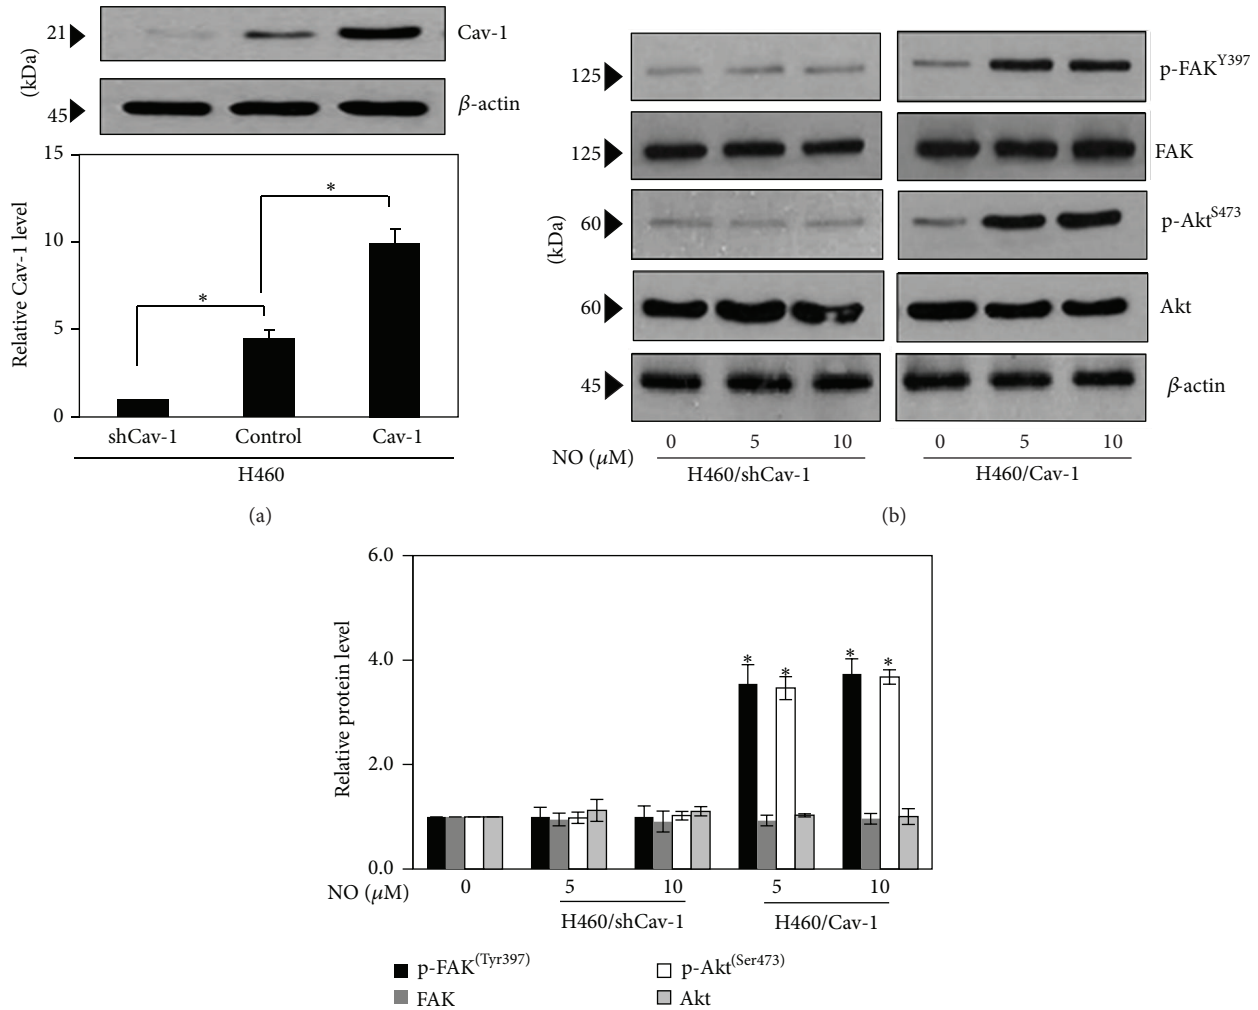 21
Cav-1
(kDa)
45
β-actin
15
10
5
0
Relative Cav-1 level
*
*
shCav-1 Control Cav-1
H460
(a)
125
p-FAK^Y397
125
FAK
(kDa)
60
p-Akt^S473
60
Akt
45
β-actin
NO (μM)
0 5 10
0 5 10
H460/shCav-1
H460/Cav-1
(b)
6.0
4.0
2.0
0.0
Relative protein level
* * * *
NO (μM)
0 5 10 5 10
H460/shCav-1
H460/Cav-1
p-FAK^(Tyr397)
p-Akt^(Ser473)
FAK
Akt